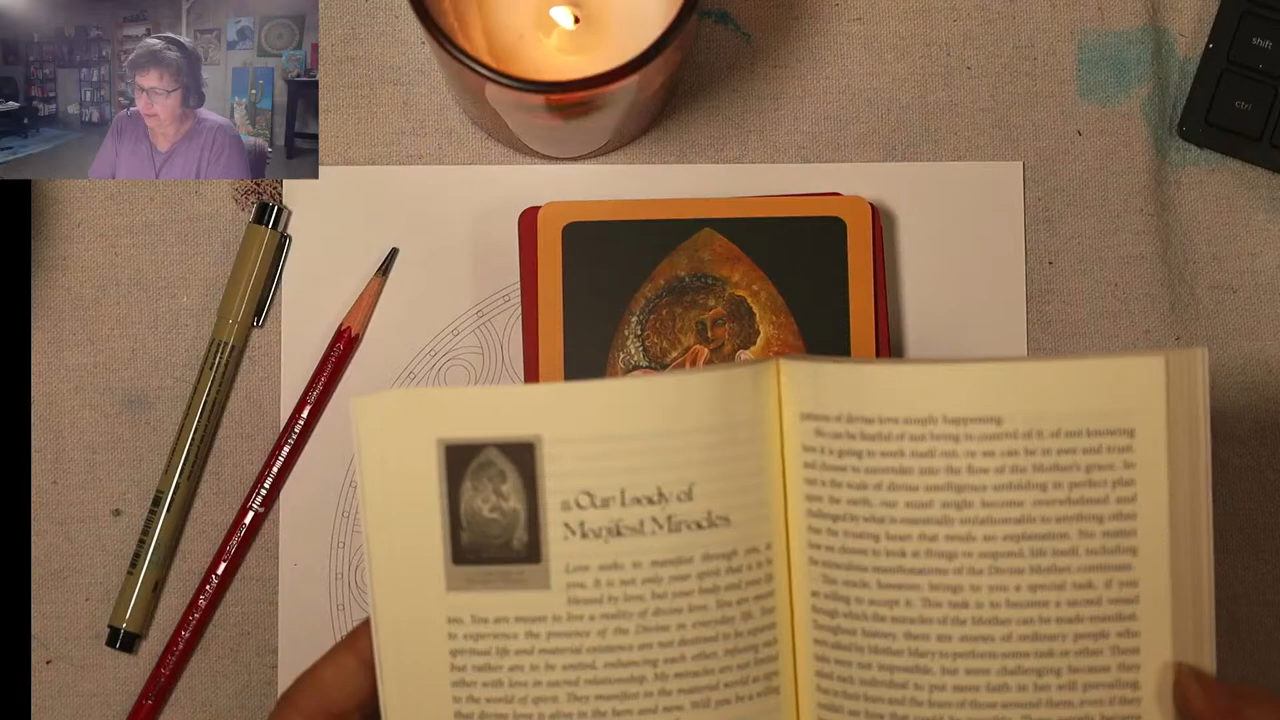 shift
ctrl
Our Lady of
Manifest Miracles
Love seeks to manifest through you, in
you. It is not only your spirit that is to be
blessed by love, but your body and your life
too. You are meant to live a reality of divine love. You are meant
to experience the presence of the Divine in everyday life. Your
spiritual life and material existence are not destined to be separate
but rather are to be united, enhancing each other, infusing each
other with love in sacred relationship. My miracles are not limited
to the world of spirit. They manifest in the material world as signs
that divine love is alive in the here and now. Will you be a willing
patterns of divine love simply happening.
We can be fearful of not being in control of it, of not knowing
how it is going to work itself out, or we can be in awe and trust,
and choose to surrender into the flow of the Mother's grace. So
vast is the scale of divine intelligence unfolding in perfect plan
upon the earth, our mind might become overwhelmed and
challenged by what is essentially unfathomable to anything other
than the trusting heart that needs no explanation. No matter
how we choose to look at things or respond, life itself, including
the miraculous manifestations of the Divine Mother, continues.
This oracle, however, brings to you a special task, if you
are willing to accept it. This task is to become a sacred vessel
through which the miracles of the Mother can be made manifest.
Throughout history, there are stories of ordinary people who
were asked by Mother Mary to perform some task or other. These
tasks were not impossible, but were challenging because they
asked each individual to put more faith in her will prevailing,
than in their fears and the fears of those around them, even if they